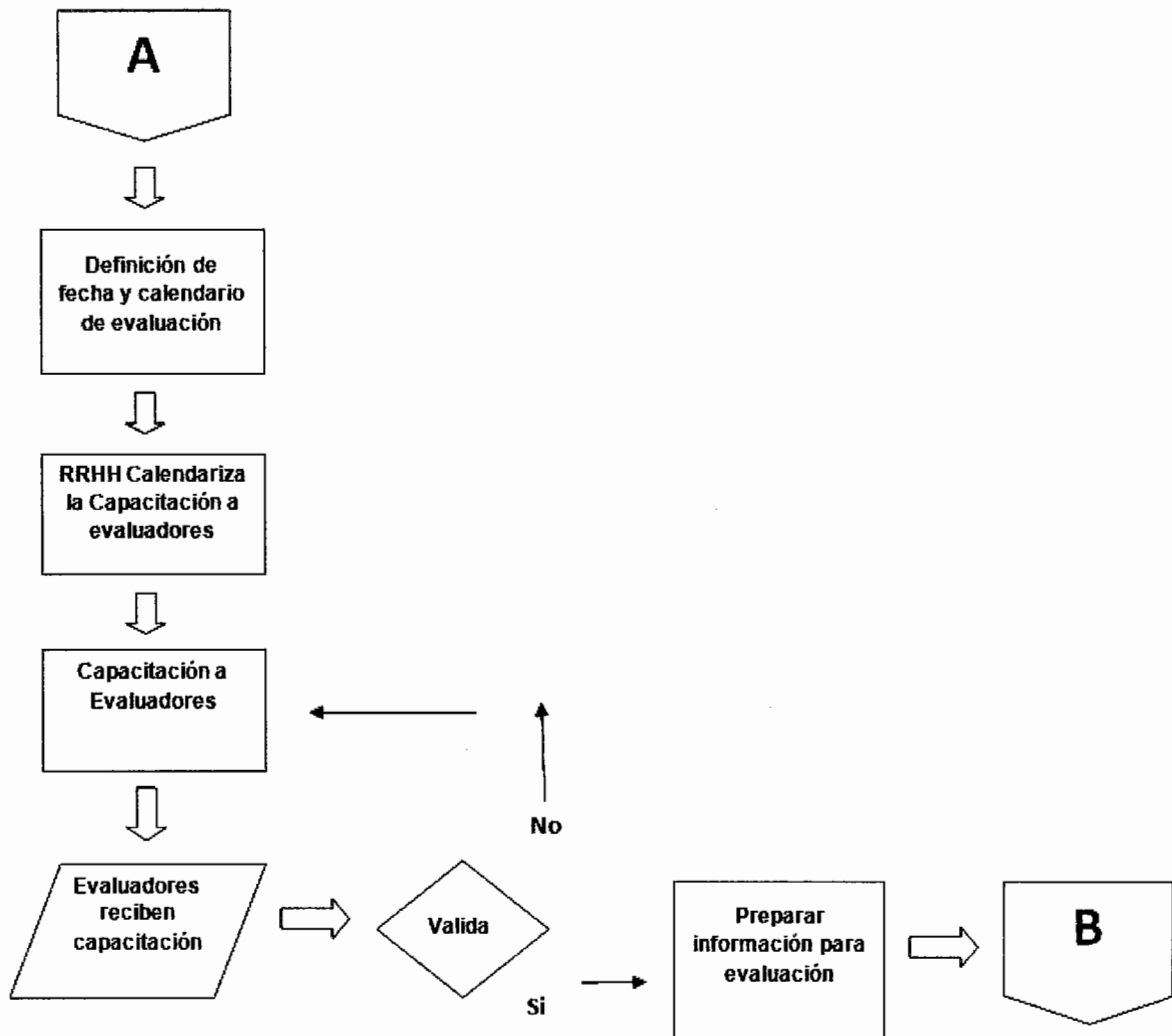 A
Definición de
fecha y calendario
de evaluación
RRHH Calendariza
la Capacitación a
evaluadores
Capacitación a
Evaluadores
No
Evaluadores
reciben
capacitación
Valida
Si
Preparar
información para
evaluación
B